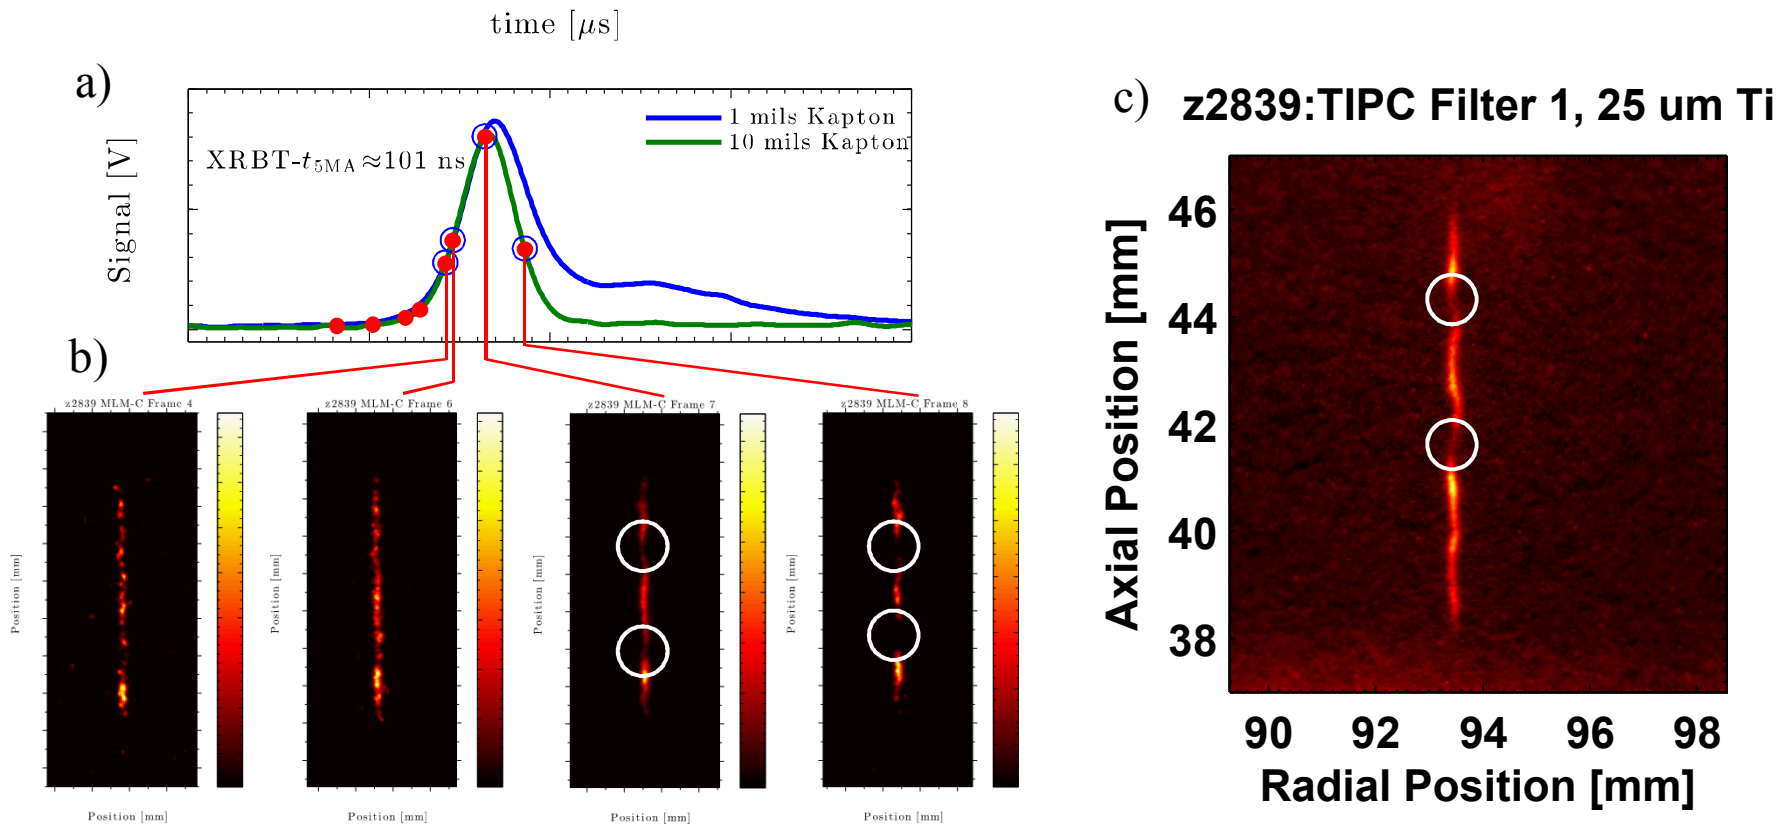 time [μs]
a)
1 mils Kapton
10 mils Kapton
XRBT-t5MA≈101 ns
Signal [V]
b)
z2839 MLM-C Frame 4
z2839 MLM-C Frame 6
z2839 MLM-C Frame 7
z2839 MLM-C Frame 8
Position [mm]
Position [mm]
Position [mm]
Position [mm]
Position [mm]
Position [mm]
Position [mm]
Position [mm]
c) z2839:TIPC Filter 1, 25 um Ti
Axial Position [mm]
46
44
42
40
38
90 92 94 96 98
Radial Position [mm]